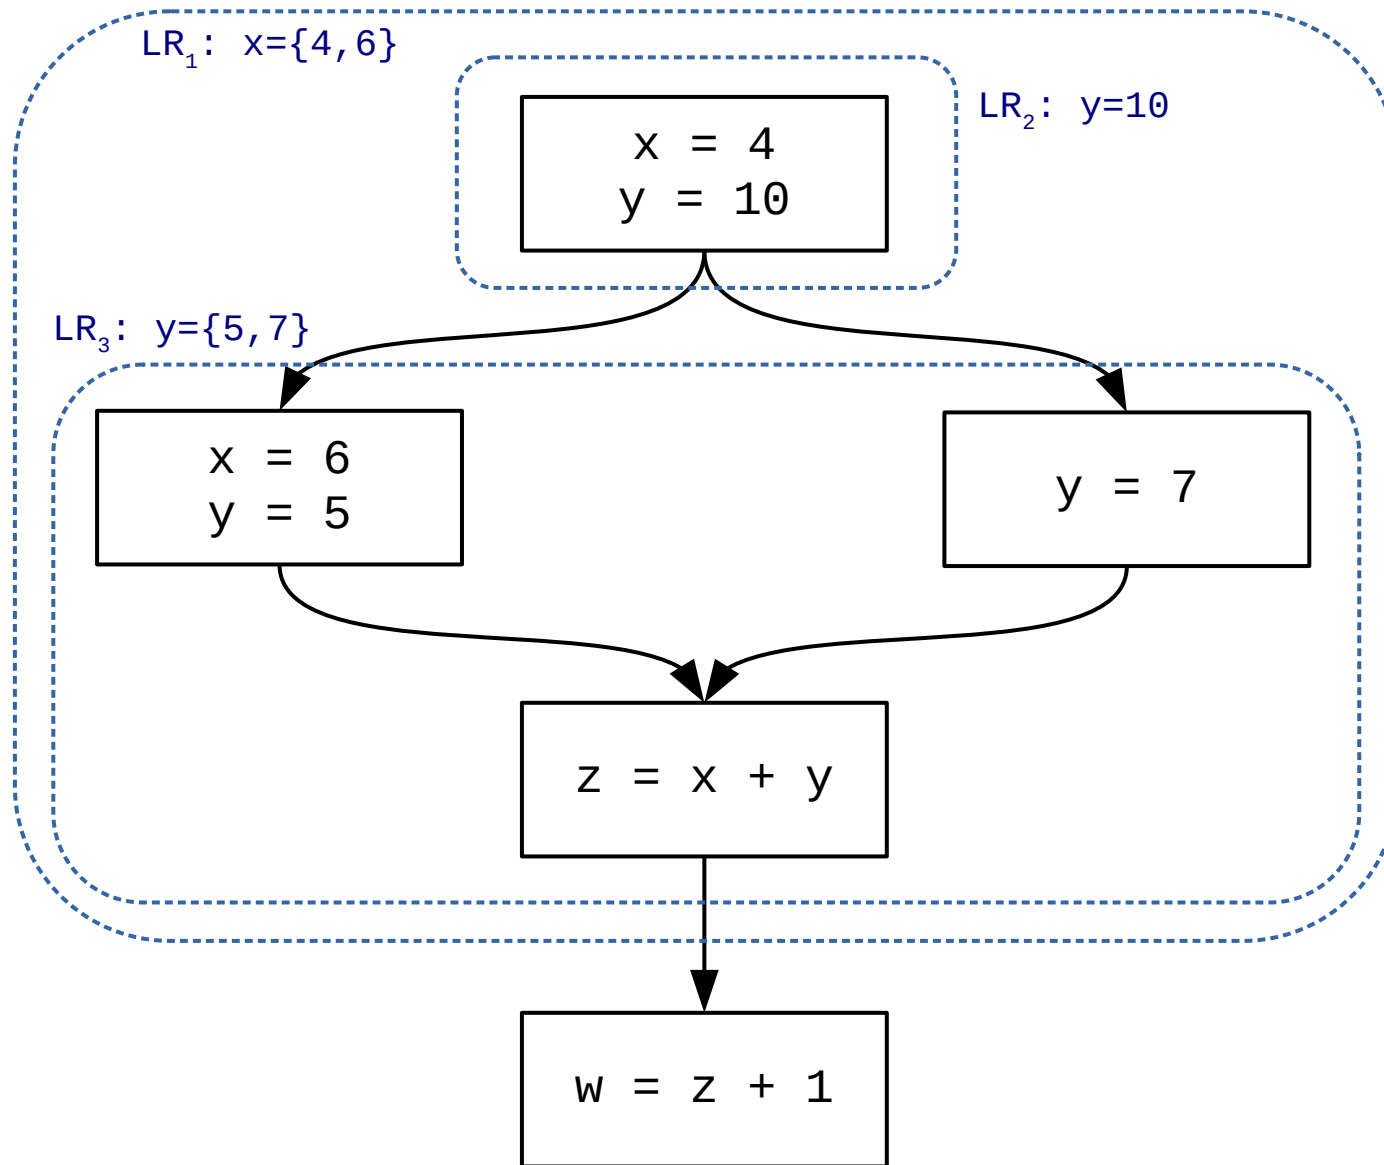 LR₁: x={4,6}
LR₂: y=10
x = 4
y = 10
LR₃: y={5,7}
x = 6
y = 5
y = 7
z = x + y
w = z + 1